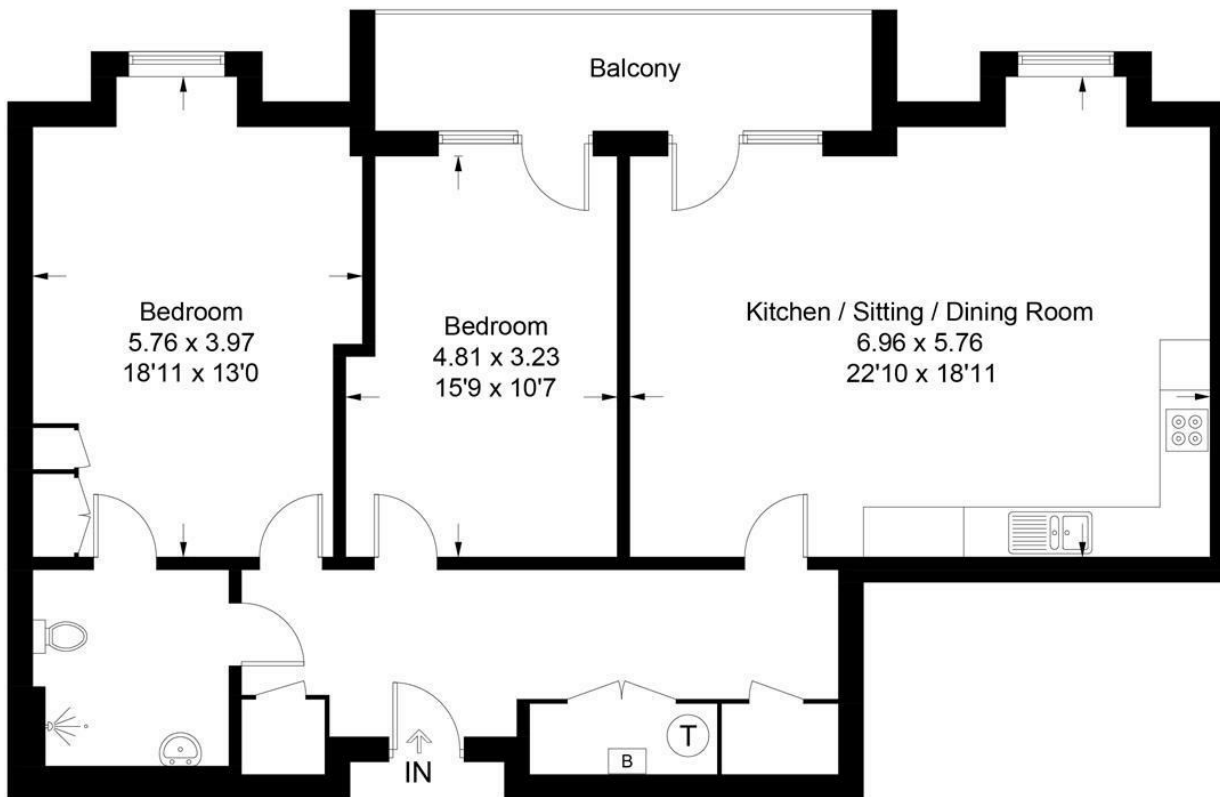 Balcony
Bedroom
5.76 x 3.97
18'11 x 13'0
Bedroom
4.81 x 3.23
15'9 x 10'7
Kitchen / Sitting / Dining Room
6.96 x 5.76
22'10 x 18'11
IN
B
T